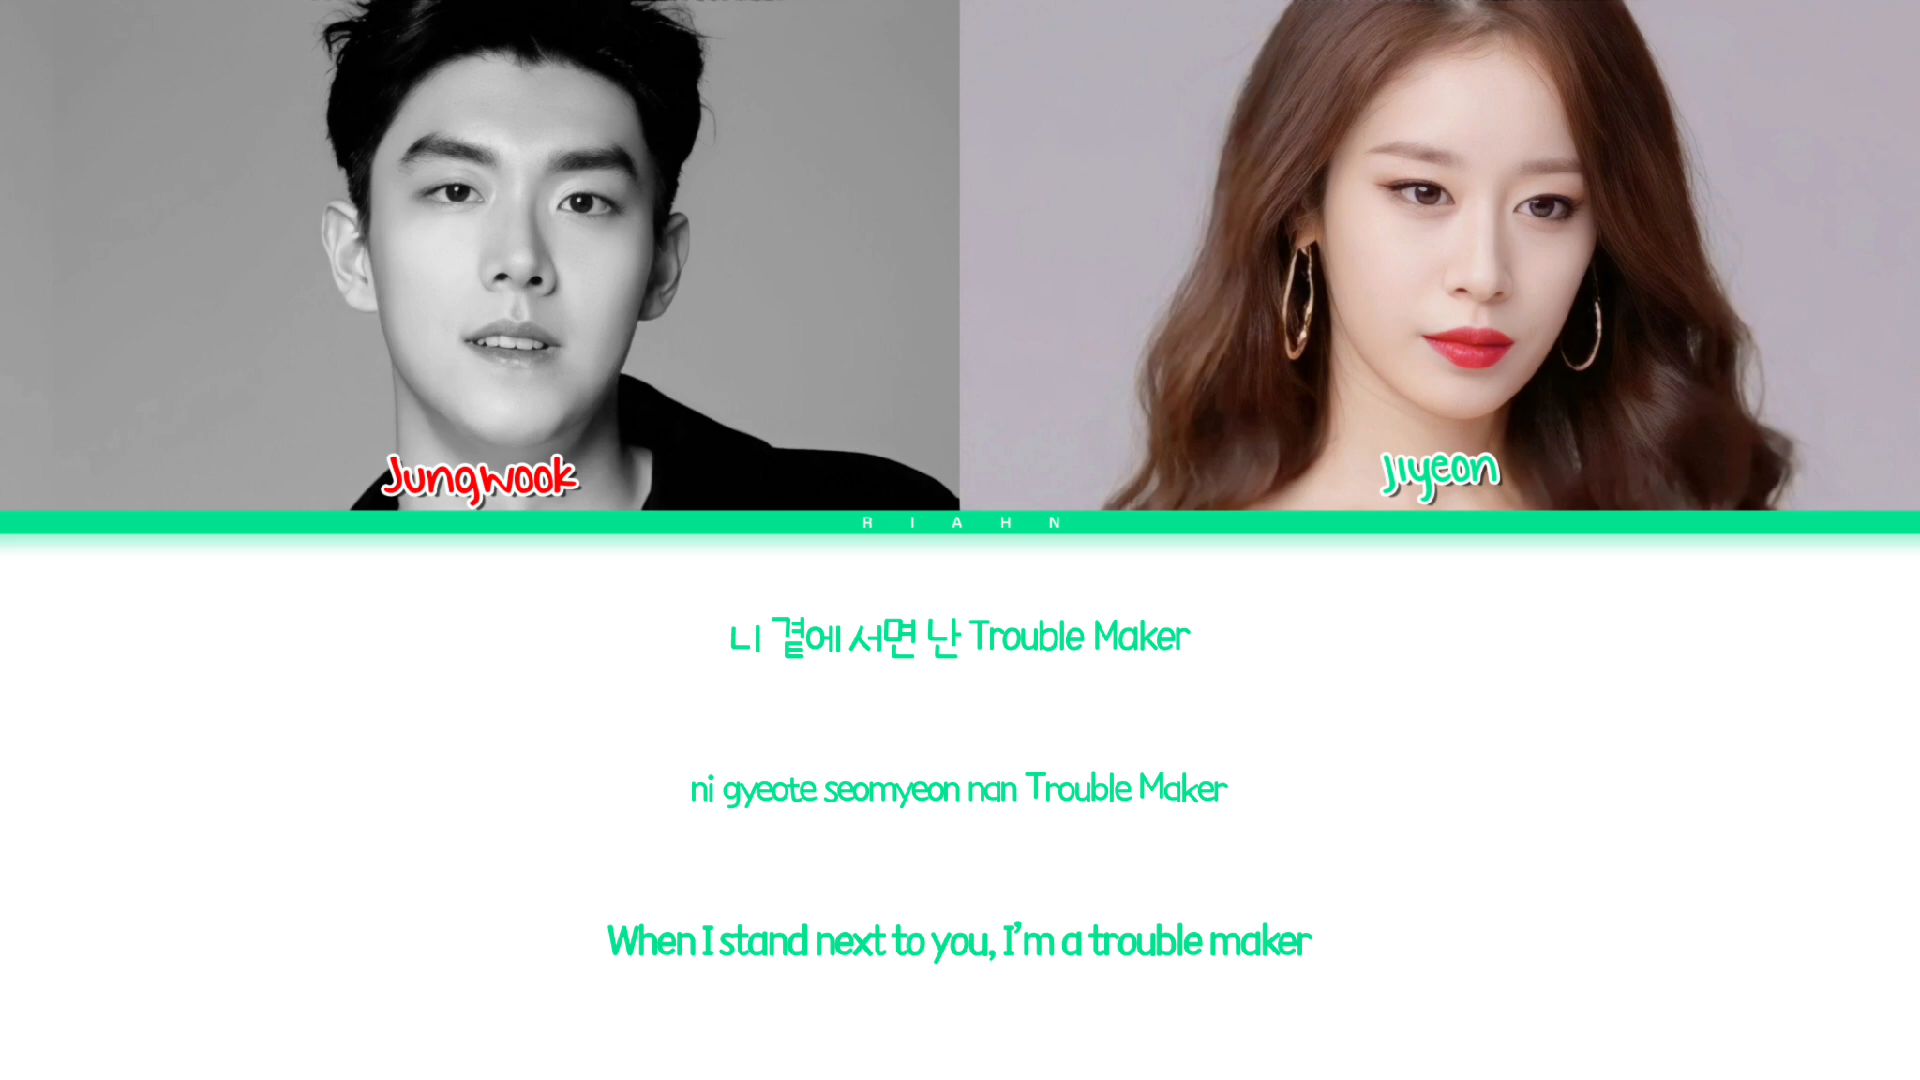 Jungwook
Jiyeon
RIAHN
니 곁에 서면 난 Trouble Maker
ni gyeote seomyeon nan Trouble Maker
When I stand next to you, I'm a trouble maker